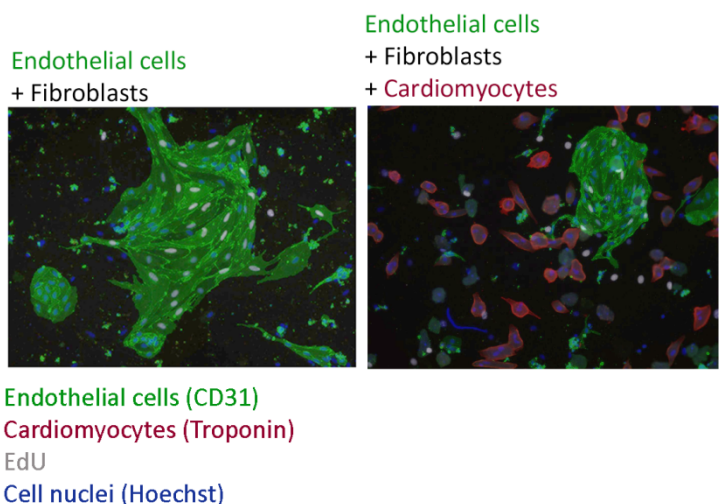 Endothelial cells
+ Fibroblasts
Endothelial cells
+ Fibroblasts
+ Cardiomyocytes
Endothelial cells (CD31)
Cardiomyocytes (Troponin)
EdU
Cell nuclei (Hoechst)